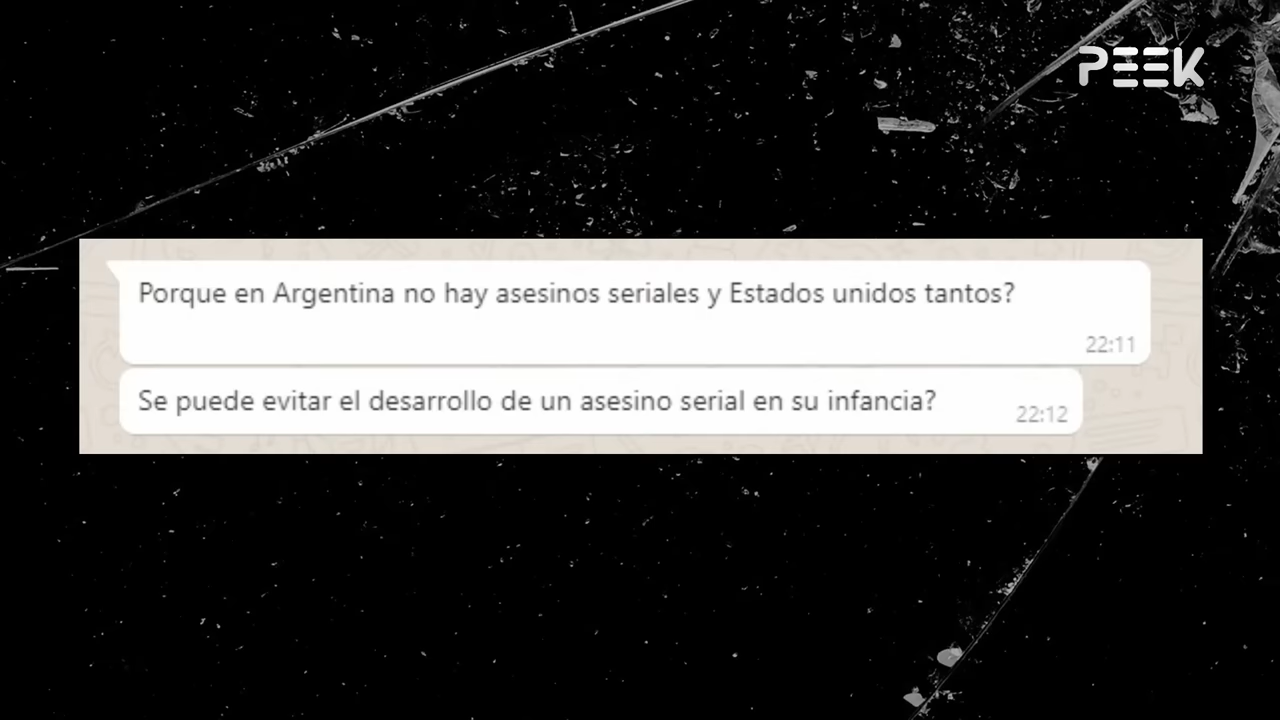 PEEK
Porque en Argentina no hay asesinos seriales y Estados unidos tantos?
22:11
Se puede evitar el desarrollo de un asesino serial en su infancia?
22:12